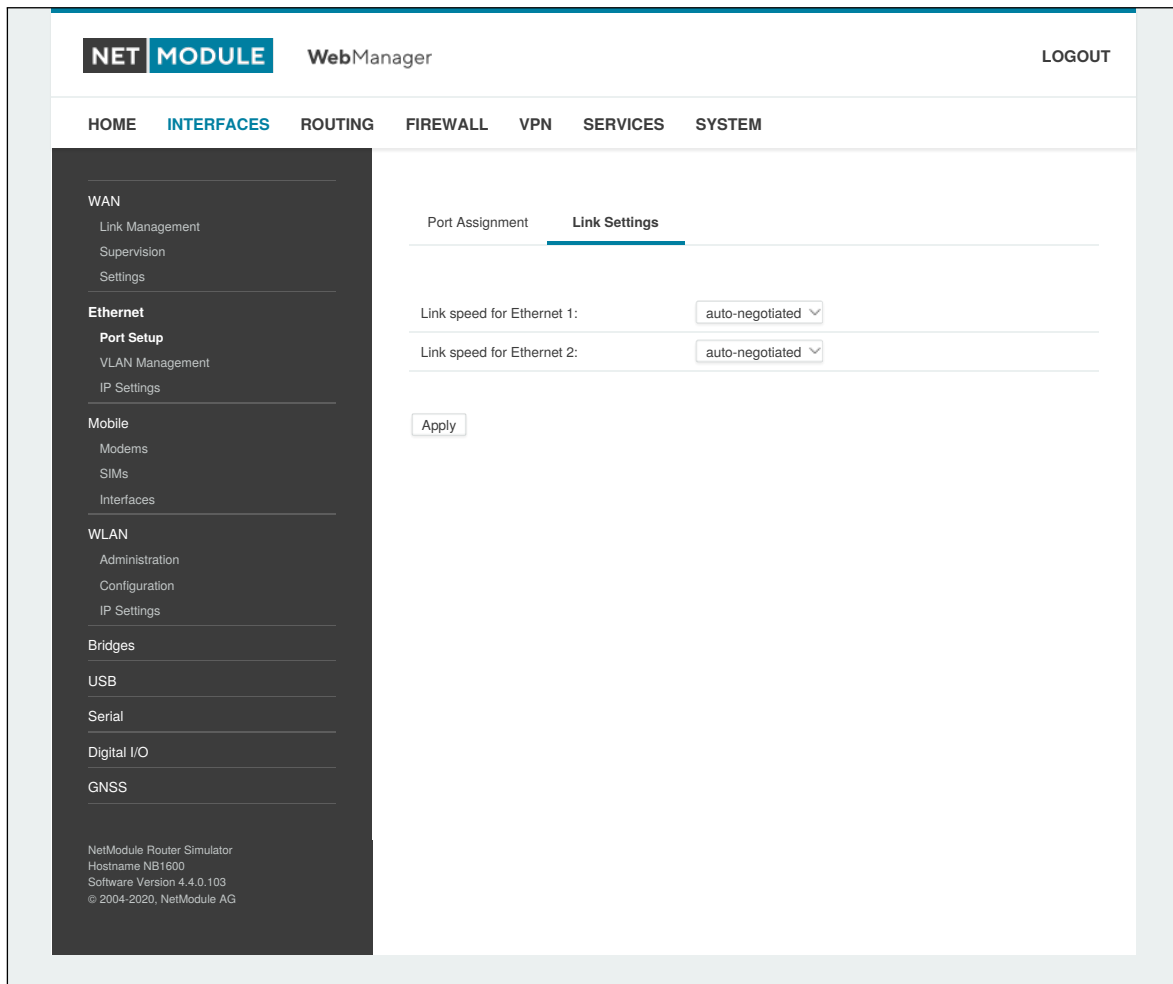 NET MODULE WebManager LOGOUT
HOME INTERFACES ROUTING FIREWALL VPN SERVICES SYSTEM
WAN
Link Management
Supervision
Settings
Ethernet
Port Setup
VLAN Management
IP Settings
Mobile
Modems
SIMs
Interfaces
WLAN
Administration
Configuration
IP Settings
Bridges
USB
Serial
Digital I/O
GNSS
NetModule Router Simulator
Hostname NB1600
Software Version 4.4.0.103
© 2004-2020, NetModule AG
Port Assignment Link Settings
Link speed for Ethernet 1: auto-negotiated
Link speed for Ethernet 2: auto-negotiated
Apply